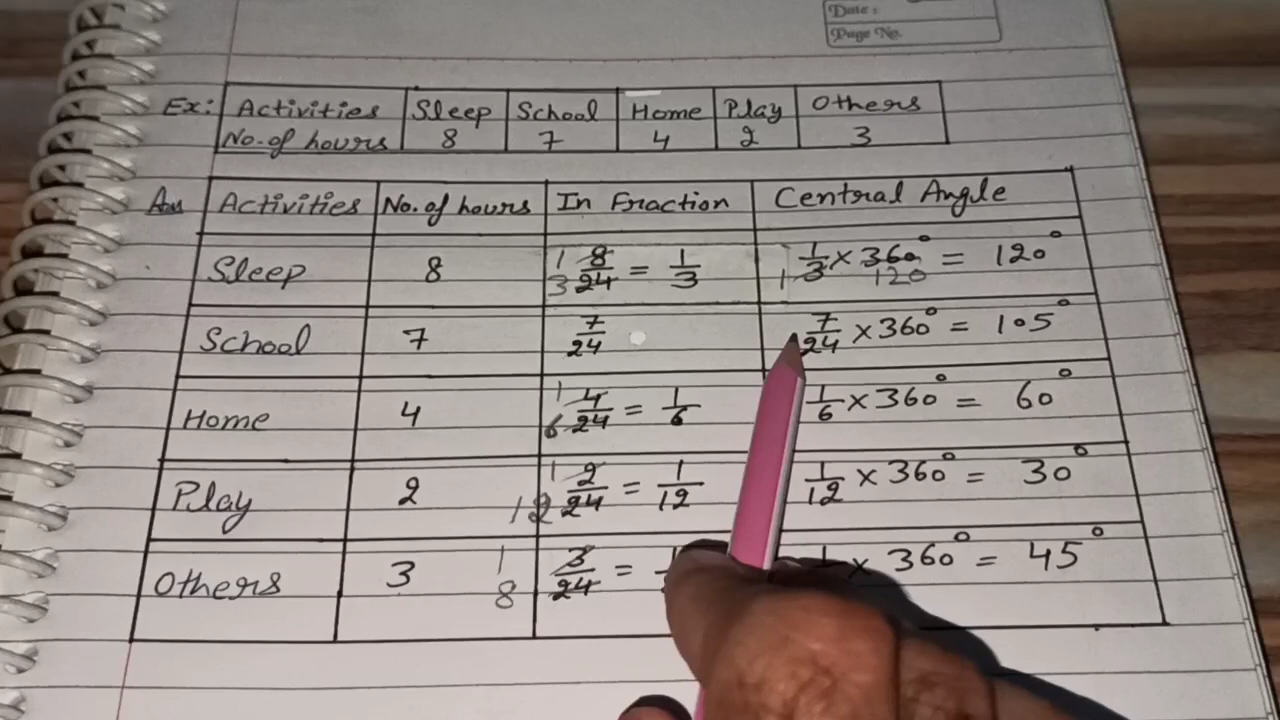 Date:
Page No.
Ex: Activities Sleep School Home Play Others
No. of hours 8 7 4 2 3
Ans Activities No. of hours In Fraction Central Angle
Sleep 8 1 3 8/24 = 1/3 1 1/3 × 360° = 120° 120
School 7 7/24 7/24 × 360° = 105°
Home 4 1 6 4/24 = 1/6 1/6 × 360° = 60°
Play 2 1 12 2/24 = 1/12 1/12 × 360° = 30°
Others 3 1 8 3/24 = × 360° = 45°